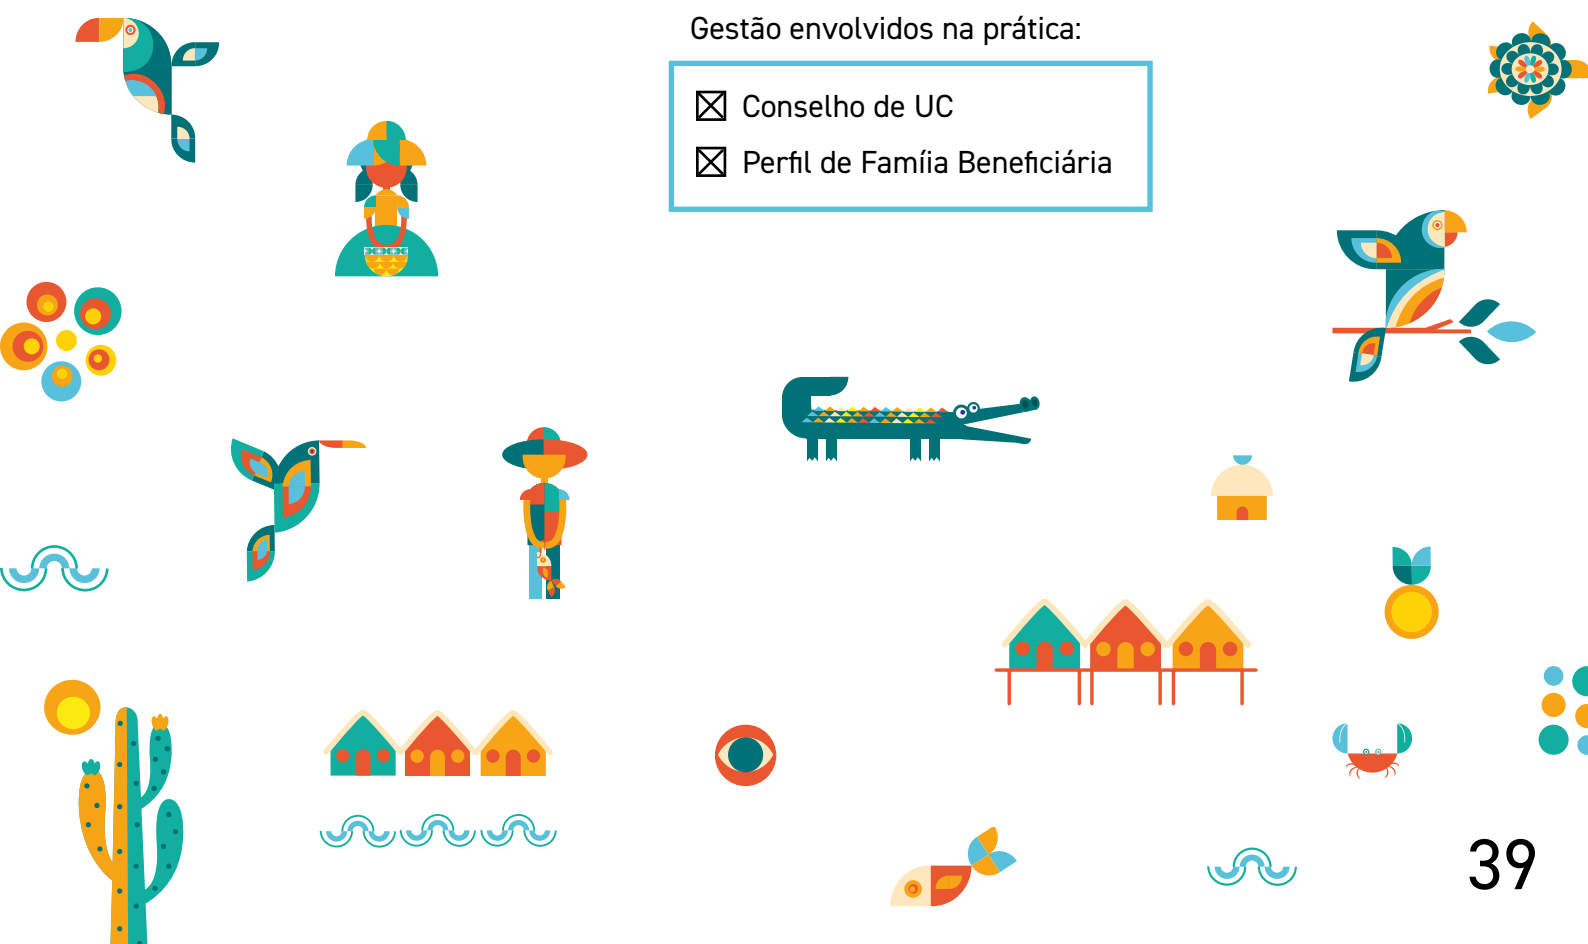 Gestão envolvidos na prática:
☒ Conselho de UC
☒ Perfil de Famíia Beneficiária
39